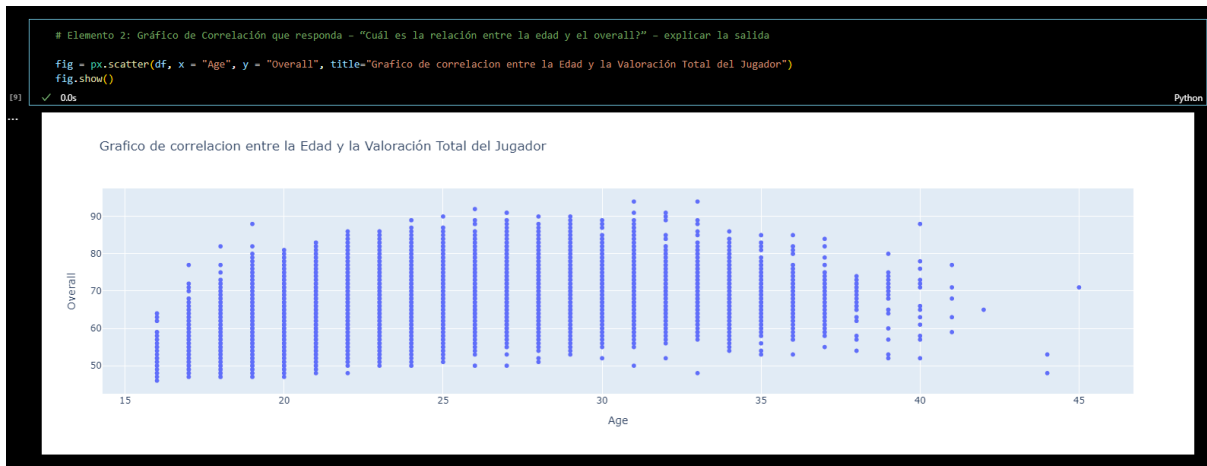 # Elemento 2: Gráfico de Correlación que responda – “Cuál es la relación entre la edad y el overall?” – explicar la salida
fig = px.scatter(df, x = "Age", y = "Overall", title="Grafico de correlacion entre la Edad y la Valoración Total del Jugador")
fig.show()
[9]
✓ 0.0s
Python
...
Grafico de correlacion entre la Edad y la Valoración Total del Jugador
90
80
70
60
50
Overall
15 20 25 30 35 40 45
Age